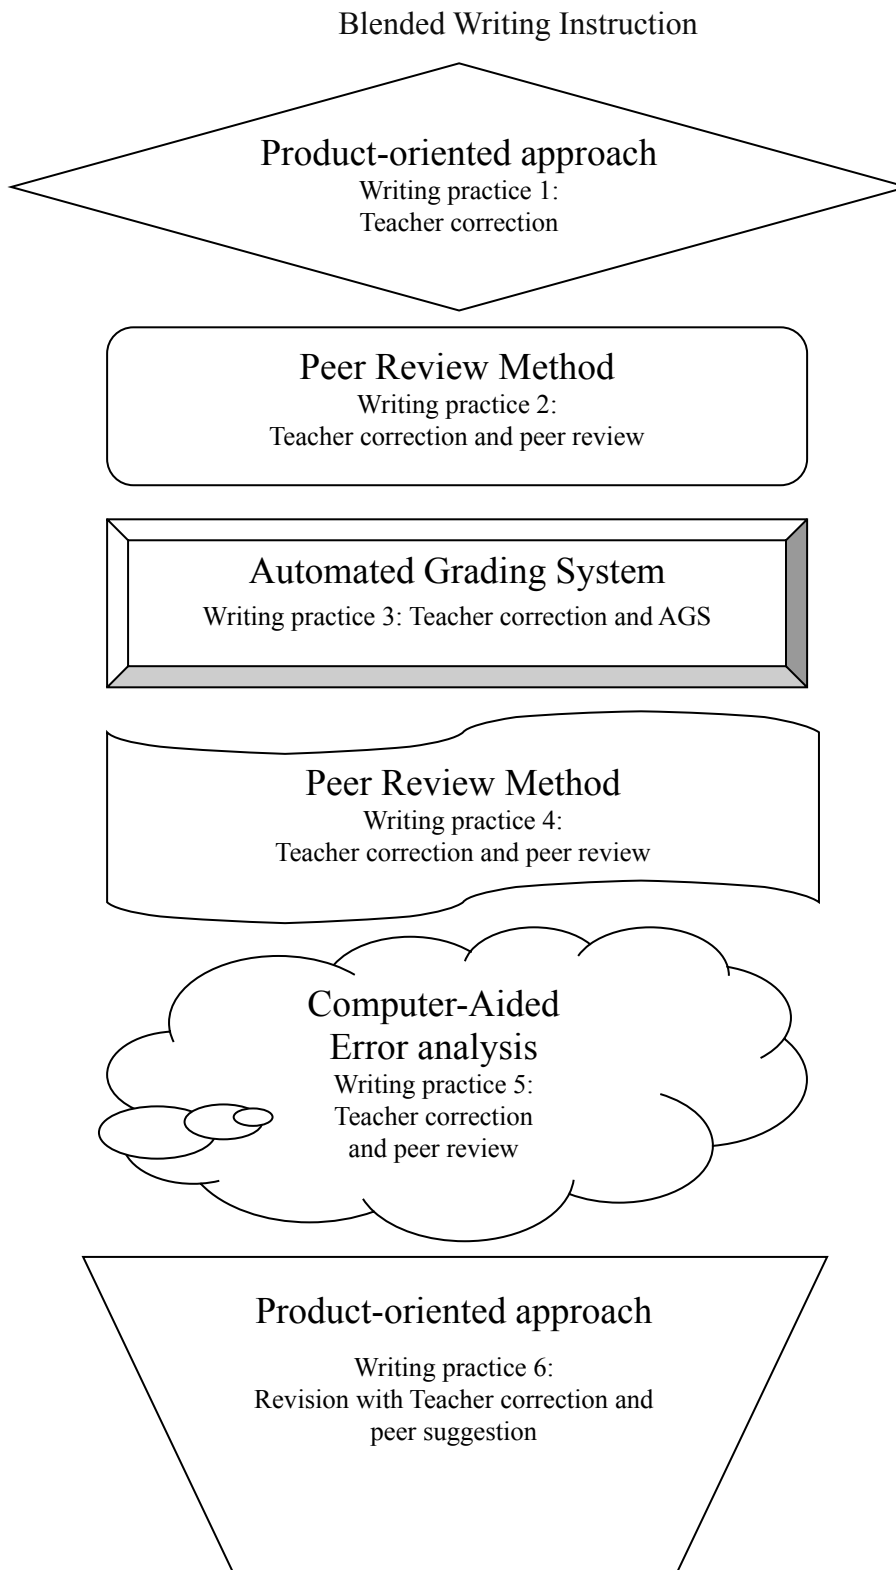 Blended Writing Instruction
Product-oriented approach
Writing practice 1:
Teacher correction
Peer Review Method
Writing practice 2:
Teacher correction and peer review
Automated Grading System
Writing practice 3: Teacher correction and AGS
Peer Review Method
Writing practice 4:
Teacher correction and peer review
Computer-Aided
Error analysis
Writing practice 5:
Teacher correction
and peer review
Product-oriented approach
Writing practice 6:
Revision with Teacher correction and
peer suggestion